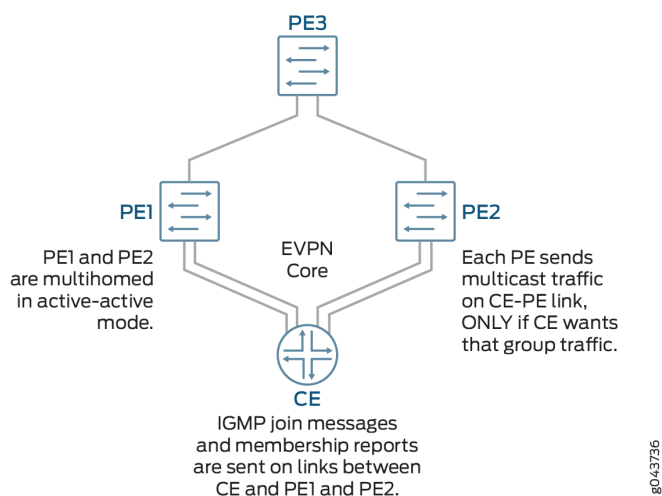 PE3
PE1
PE2
PE1 and PE2
are multihomed
in active-active
mode.
EVPN
Core
Each PE sends
multicast traffic
on CE-PE link,
ONLY if CE wants
that group traffic.
CE
IGMP join messages
and membership reports
are sent on links between
CE and PE1 and PE2.
g043736